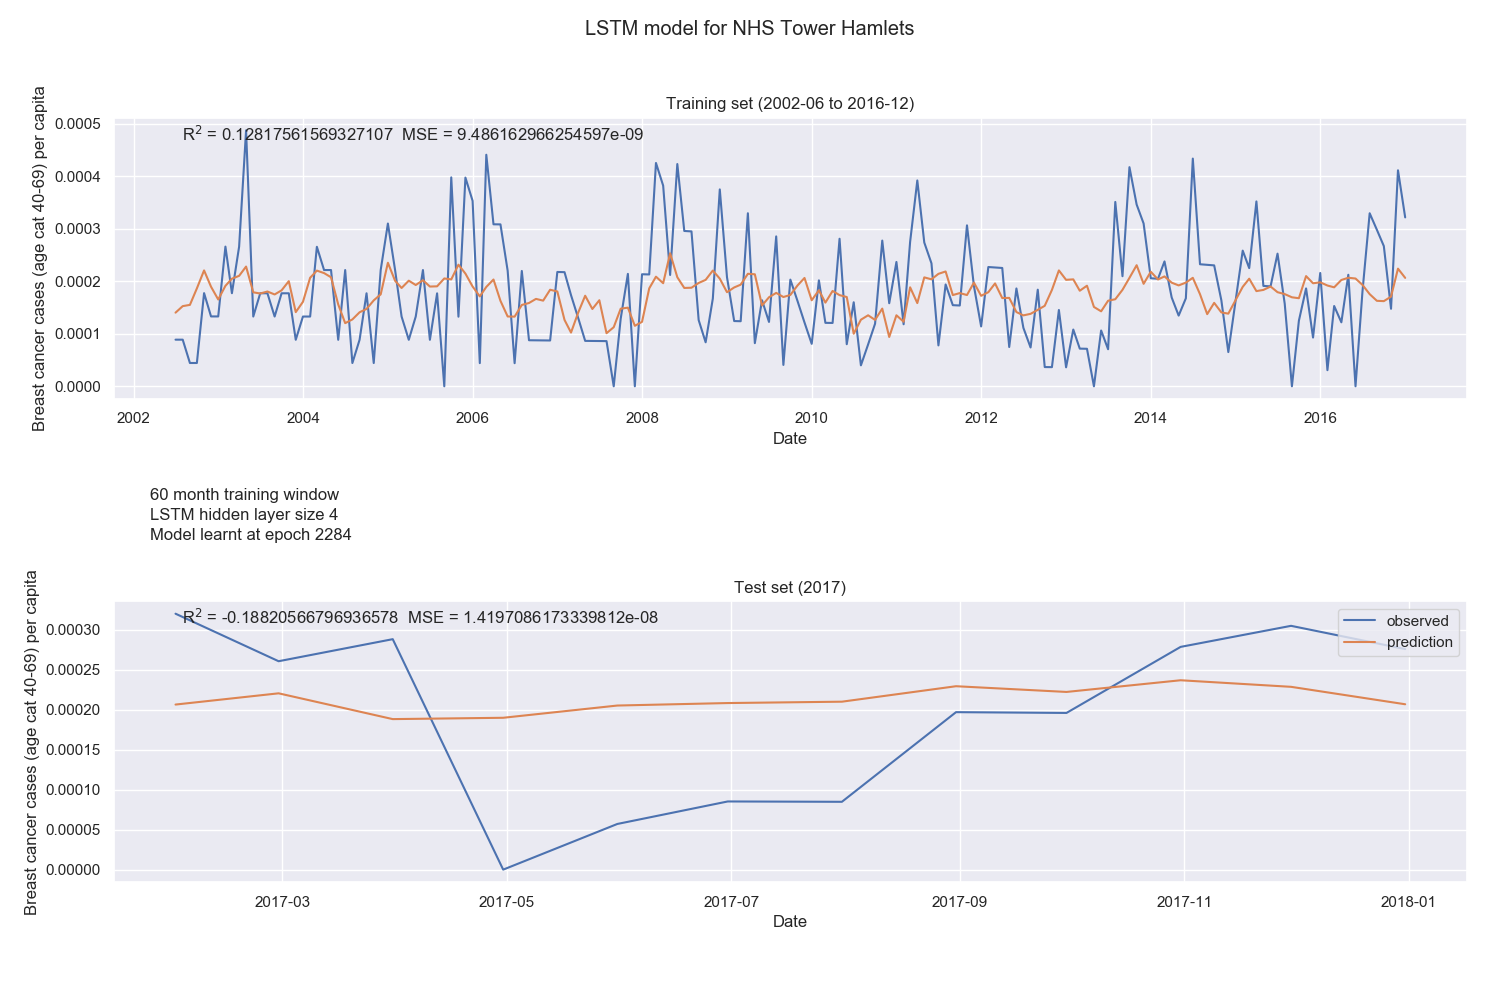 LSTM model for NHS Tower Hamlets
Training set (2002-06 to 2016-12)
R² = 0.12817561569327107 MSE = 9.486162966254597e-09
Breast cancer cases (age cat 40-69) per capita
0.0005
0.0004
0.0003
0.0002
0.0001
0.0000
2002 2004 2006 2008 2010 2012 2014 2016
Date
60 month training window
LSTM hidden layer size 4
Model learnt at epoch 2284
Test set (2017)
R² = -0.18820566796936578 MSE = 1.4197086173339812e-08
observed
prediction
Breast cancer cases (age cat 40-69) per capita
0.00030
0.00025
0.00020
0.00015
0.00010
0.00005
0.00000
2017-03 2017-05 2017-07 2017-09 2017-11 2018-01
Date